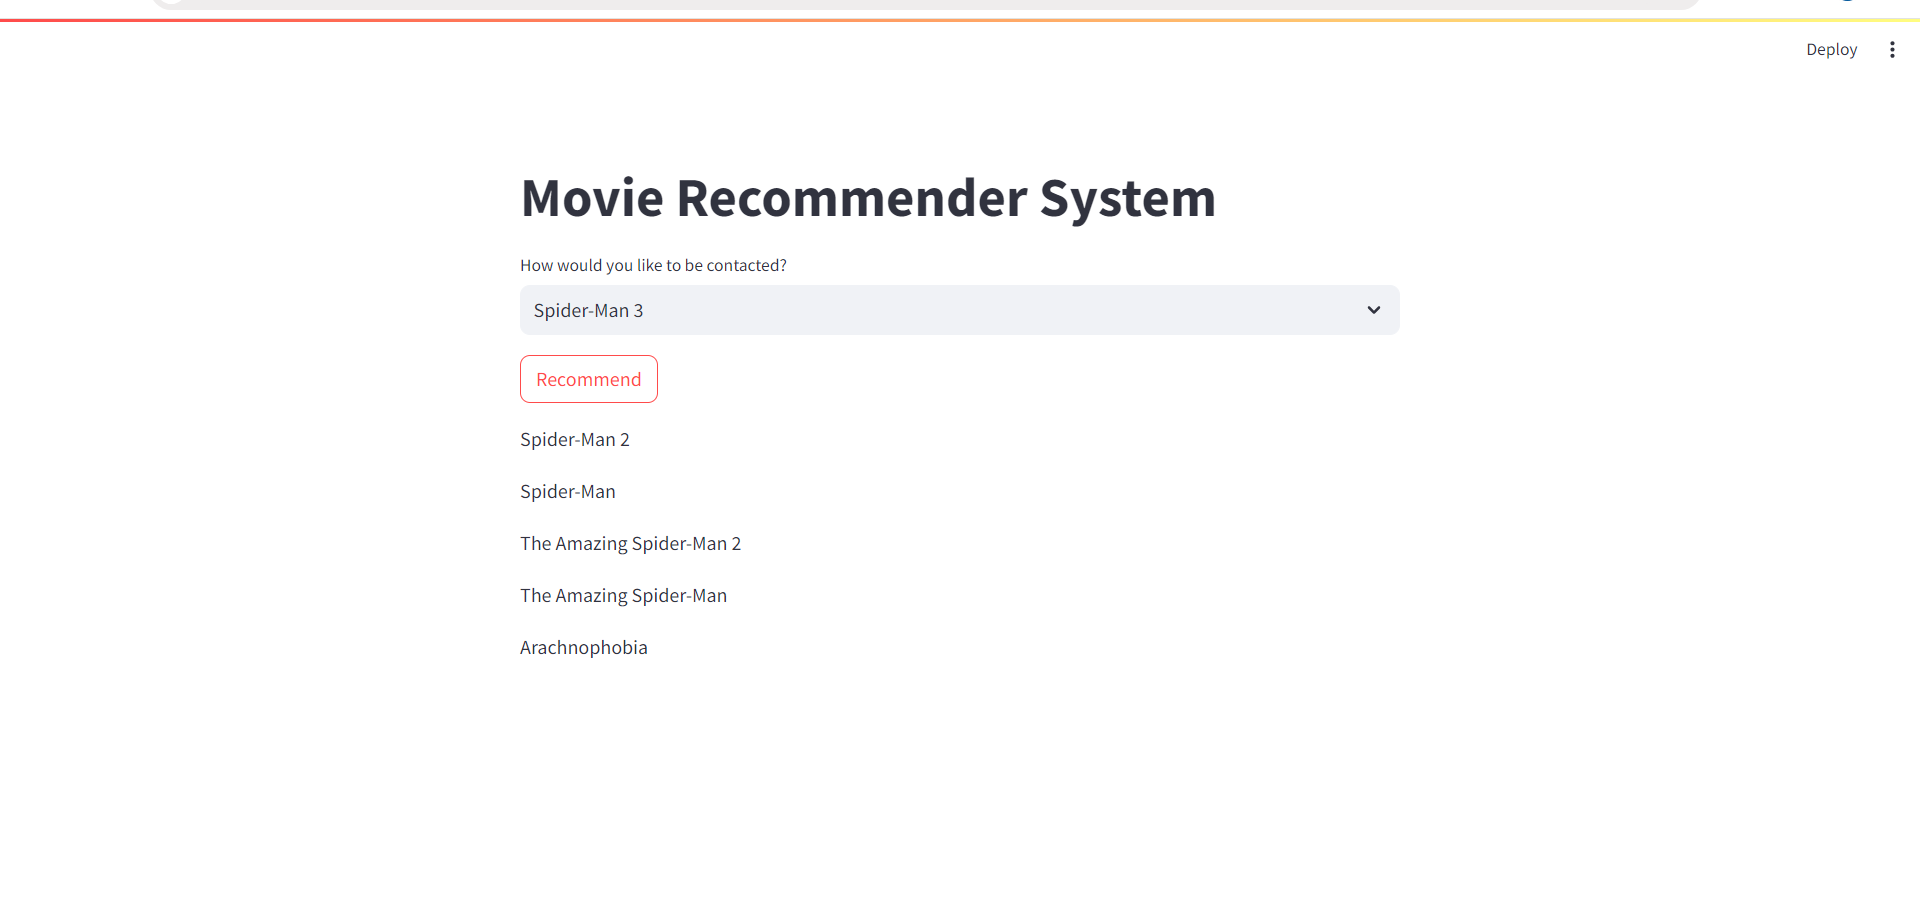 Deploy
Movie Recommender System
How would you like to be contacted?
Spider-Man 3
Recommend
Spider-Man 2
Spider-Man
The Amazing Spider-Man 2
The Amazing Spider-Man
Arachnophobia